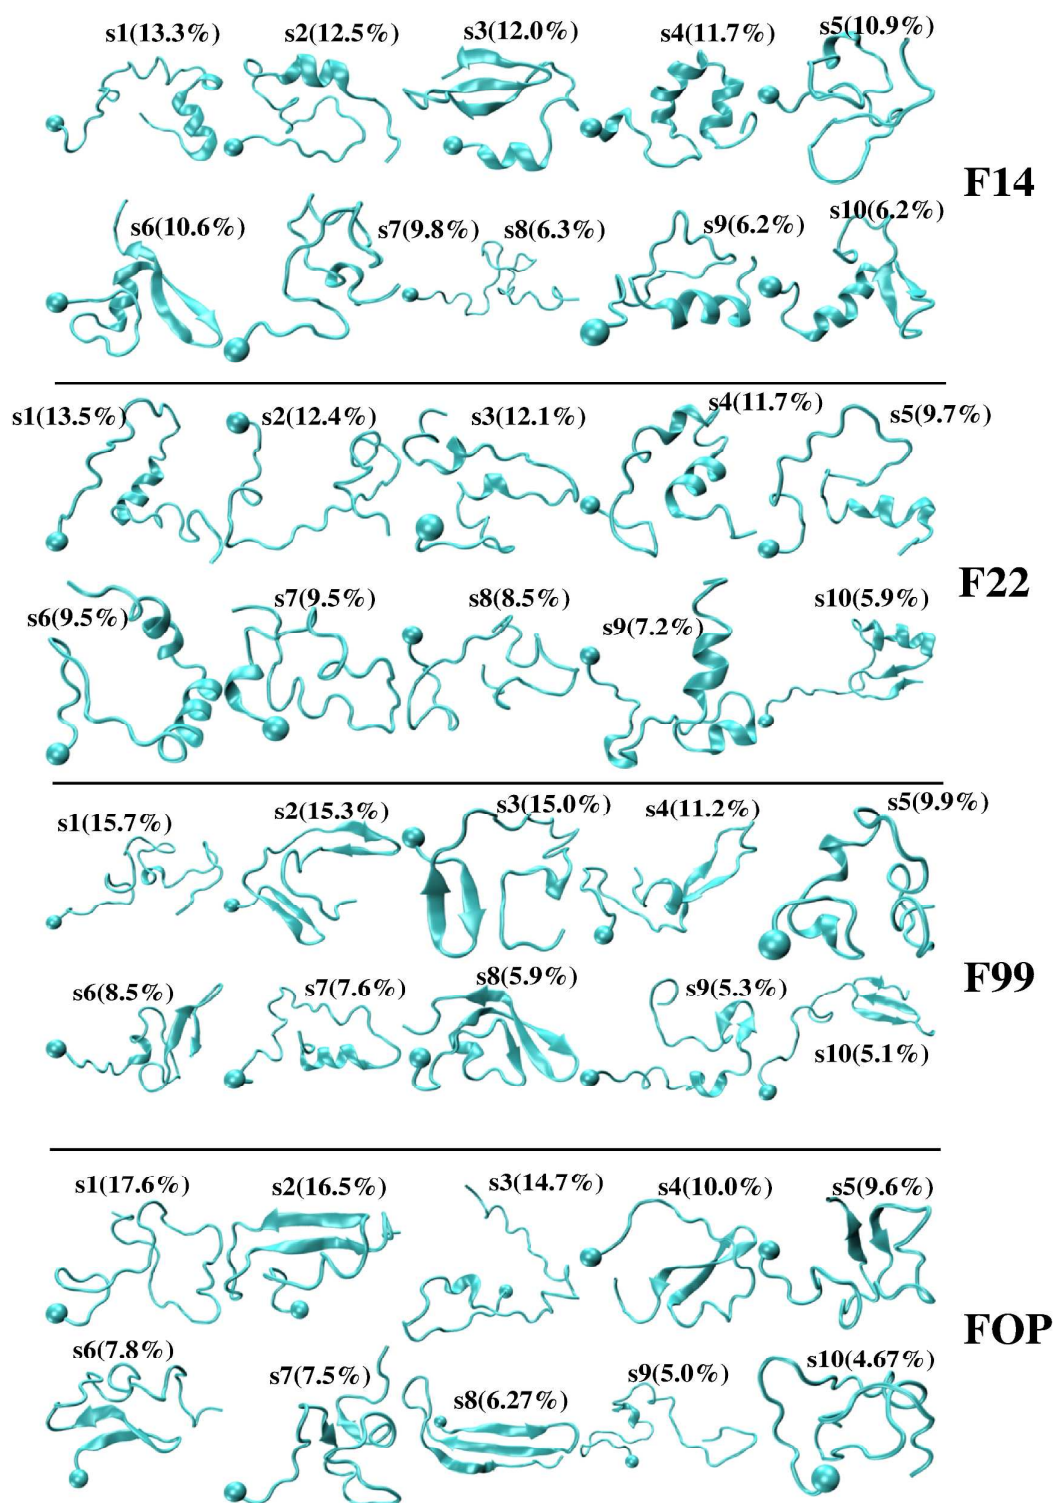 s1(13.3%) s2(12.5%) s3(12.0%) s4(11.7%) s5(10.9%)
F14
s6(10.6%) s7(9.8%) s8(6.3%) s9(6.2%) s10(6.2%)
s1(13.5%) s2(12.4%) s3(12.1%) s4(11.7%) s5(9.7%)
F22
s6(9.5%) s7(9.5%) s8(8.5%) s9(7.2%) s10(5.9%)
s1(15.7%) s2(15.3%) s3(15.0%) s4(11.2%) s5(9.9%)
F99
s6(8.5%) s7(7.6%) s8(5.9%) s9(5.3%) s10(5.1%)
s1(17.6%) s2(16.5%) s3(14.7%) s4(10.0%) s5(9.6%)
FOP
s6(7.8%) s7(7.5%) s8(6.27%) s9(5.0%) s10(4.67%)